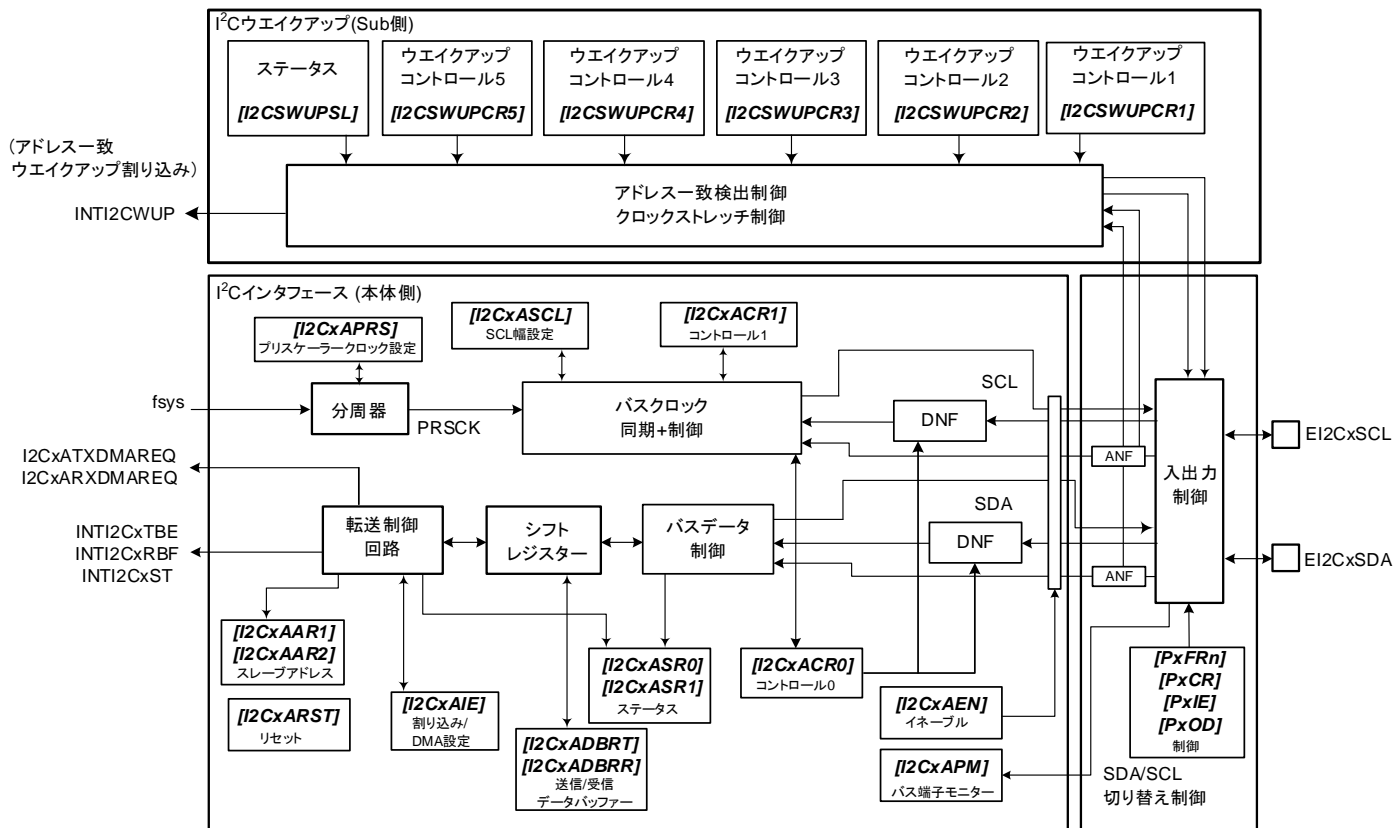 I²Cウエイクアップ(Sub側)
ステータス
[I2CSWUPSL]
ウエイクアップ
コントロール5
[I2CSWUPCR5]
ウエイクアップ
コントロール4
[I2CSWUPCR4]
ウエイクアップ
コントロール3
[I2CSWUPCR3]
ウエイクアップ
コントロール2
[I2CSWUPCR2]
ウエイクアップ
コントロール1
[I2CSWUPCR1]
(アドレス一致
ウエイクアップ割り込み)
INTI2CWUP
アドレス一致検出制御
クロックストレッチ制御
I²Cインタフェース (本体側)
[I2CxAPRS]
プリスケーラークロック設定
[I2CxASCL]
SCL幅設定
[I2CxACR1]
コントロール1
fsys
分周器
PRSCK
バスクロック
同期+制御
SCL
DNF
ANF
入出力
制御
EI2CxSCL
I2CxATXDMAREQ
I2CxARXDMAREQ
INTI2CxTBE
INTI2CxRBF
INTI2CxST
転送制御
回路
シフト
レジスター
バスデータ
制御
SDA
DNF
ANF
EI2CxSDA
[I2CxAAR1]
[I2CxAAR2]
スレーブアドレス
[I2CxARST]
リセット
[I2CxAIE]
割り込み/
DMA設定
[I2CxADBRT]
[I2CxADBRR]
送信/受信
データバッファー
[I2CxASR0]
[I2CxASR1]
ステータス
[I2CxACR0]
コントロール0
[I2CxAEN]
イネーブル
[I2CxAPM]
バス端子モニター
[PxFRn]
[PxCR]
[PxIE]
[PxOD]
制御
SDA/SCL
切り替え制御